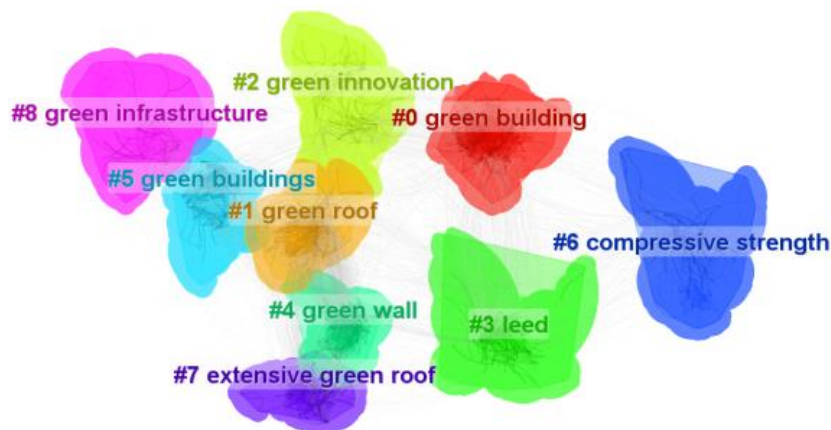 #2 green innovation
#8 green infrastructure
#0 green building
#5 green buildings
#1 green roof
#6 compressive strength
#4 green wall
#3 leed
#7 extensive green roof